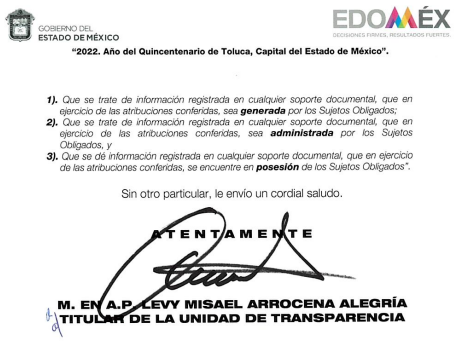 GOBIERNO DEL
ESTADO DE MÉXICO
EDOMÉX
DECISIONES FIRMES, RESULTADOS FUERTES.
"2022. Año del Quincentenario de Toluca, Capital del Estado de México".
1). Que se trate de información registrada en cualquier soporte documental, que en
ejercicio de las atribuciones conferidas, sea generada por los Sujetos Obligados;
2). Que se trate de información registrada en cualquier soporte documental, que en
ejercicio de las atribuciones conferidas, sea administrada por los Sujetos
Obligados, y
3). Que se dé información registrada en cualquier soporte documental, que en ejercicio
de las atribuciones conferidas, se encuentre en posesión de los Sujetos Obligados".
Sin otro particular, le envío un cordial saludo.
ATENTAMENTE
M. EN A.P. LEVY MISAEL ARROCENA ALEGRÍA
TITULAR DE LA UNIDAD DE TRANSPARENCIA